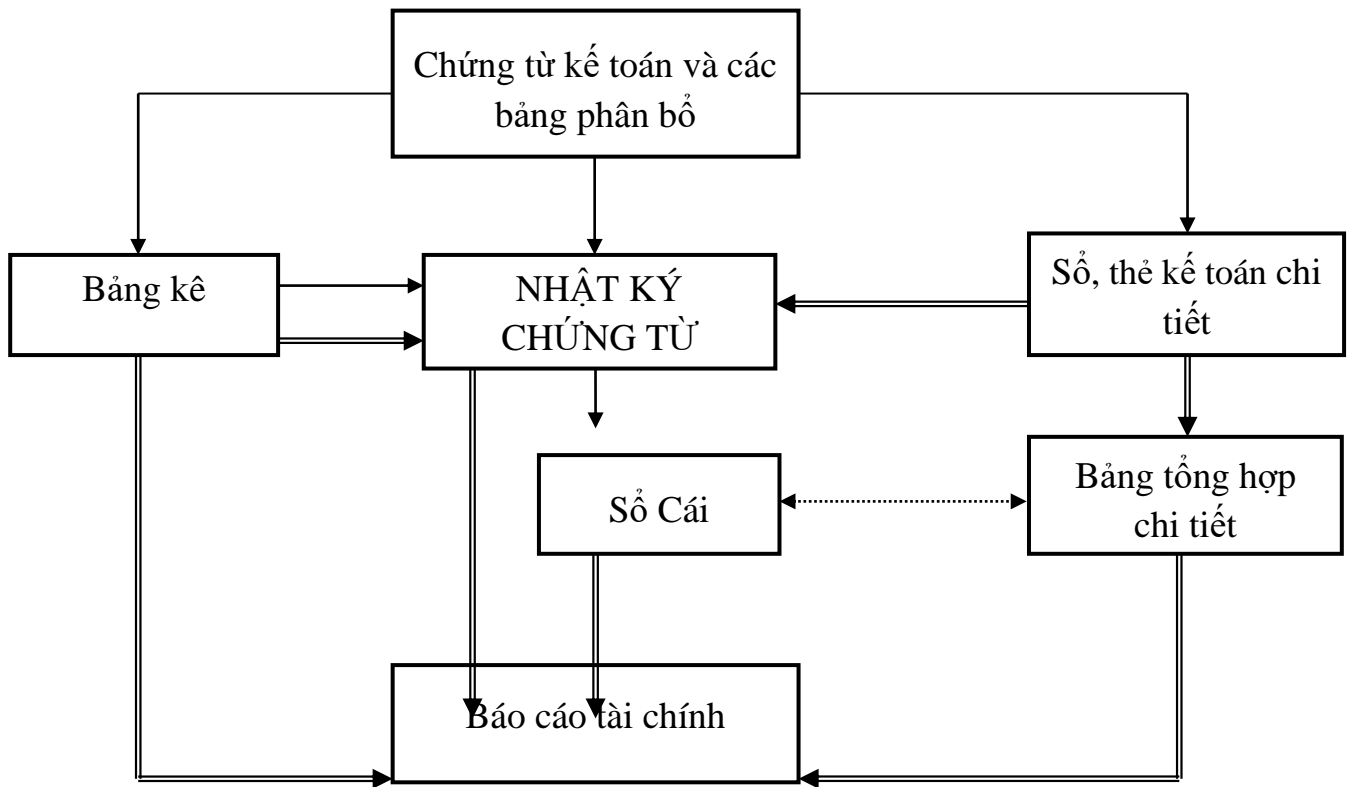 Chứng từ kế toán và các
bảng phân bổ
Bảng kê
NHẬT KÝ
CHỨNG TỪ
Sổ, thẻ kế toán chi
tiết
Sổ Cái
Bảng tổng hợp
chi tiết
Báo cáo tài chính